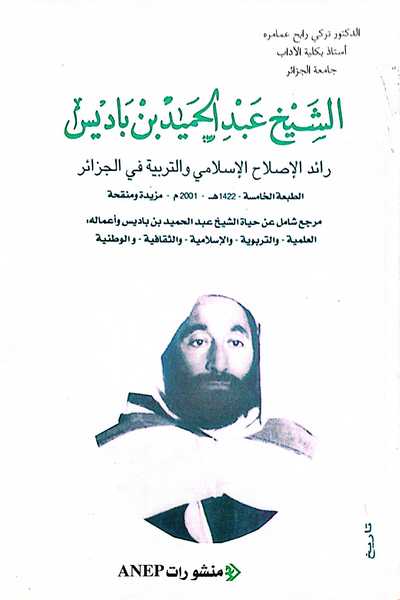 الدكتور تركي رابح عمامره
أستاذ بكلية الآداب
جامعة الجزائر
الشيخ عبد الحميد بن باديس
رائد الإصلاح الإسلامي والتربية في الجزائر
الطبعة الخامسة - 1422هـ - 2001م - مزيدة ومنقحة
مرجع شامل عن حياة الشيخ عبد الحميد بن باديس وأعماله:
العلمية - والتربوية - والإسلامية - والثقافية - والوطنية
تاريخ
منشورات ANEP